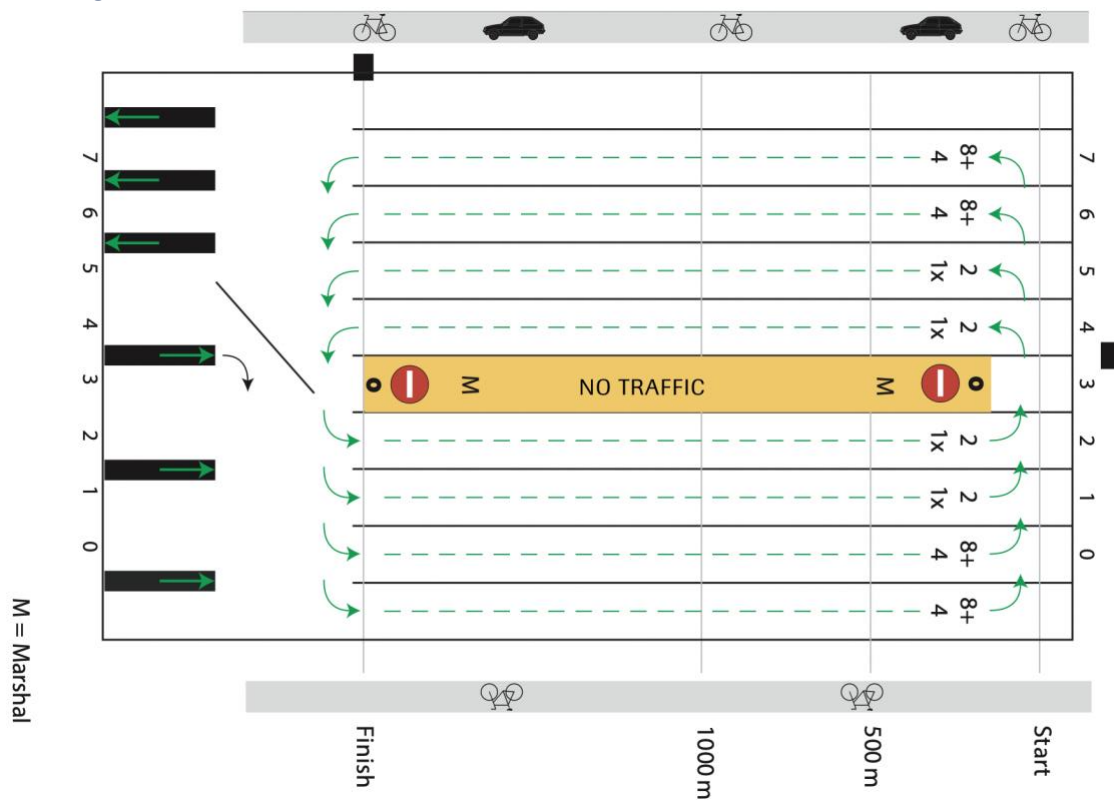 7 6 5 4 3 2 1 0
Start
8+ 8+ 2 2 o 2 2 8+ 8+
4 4 1x 1x 1x 1x 4 4
M
500 m
NO TRAFFIC
1000 m
M
o
Finish
7 6 5 4 3 2 1 0
M = Marshal